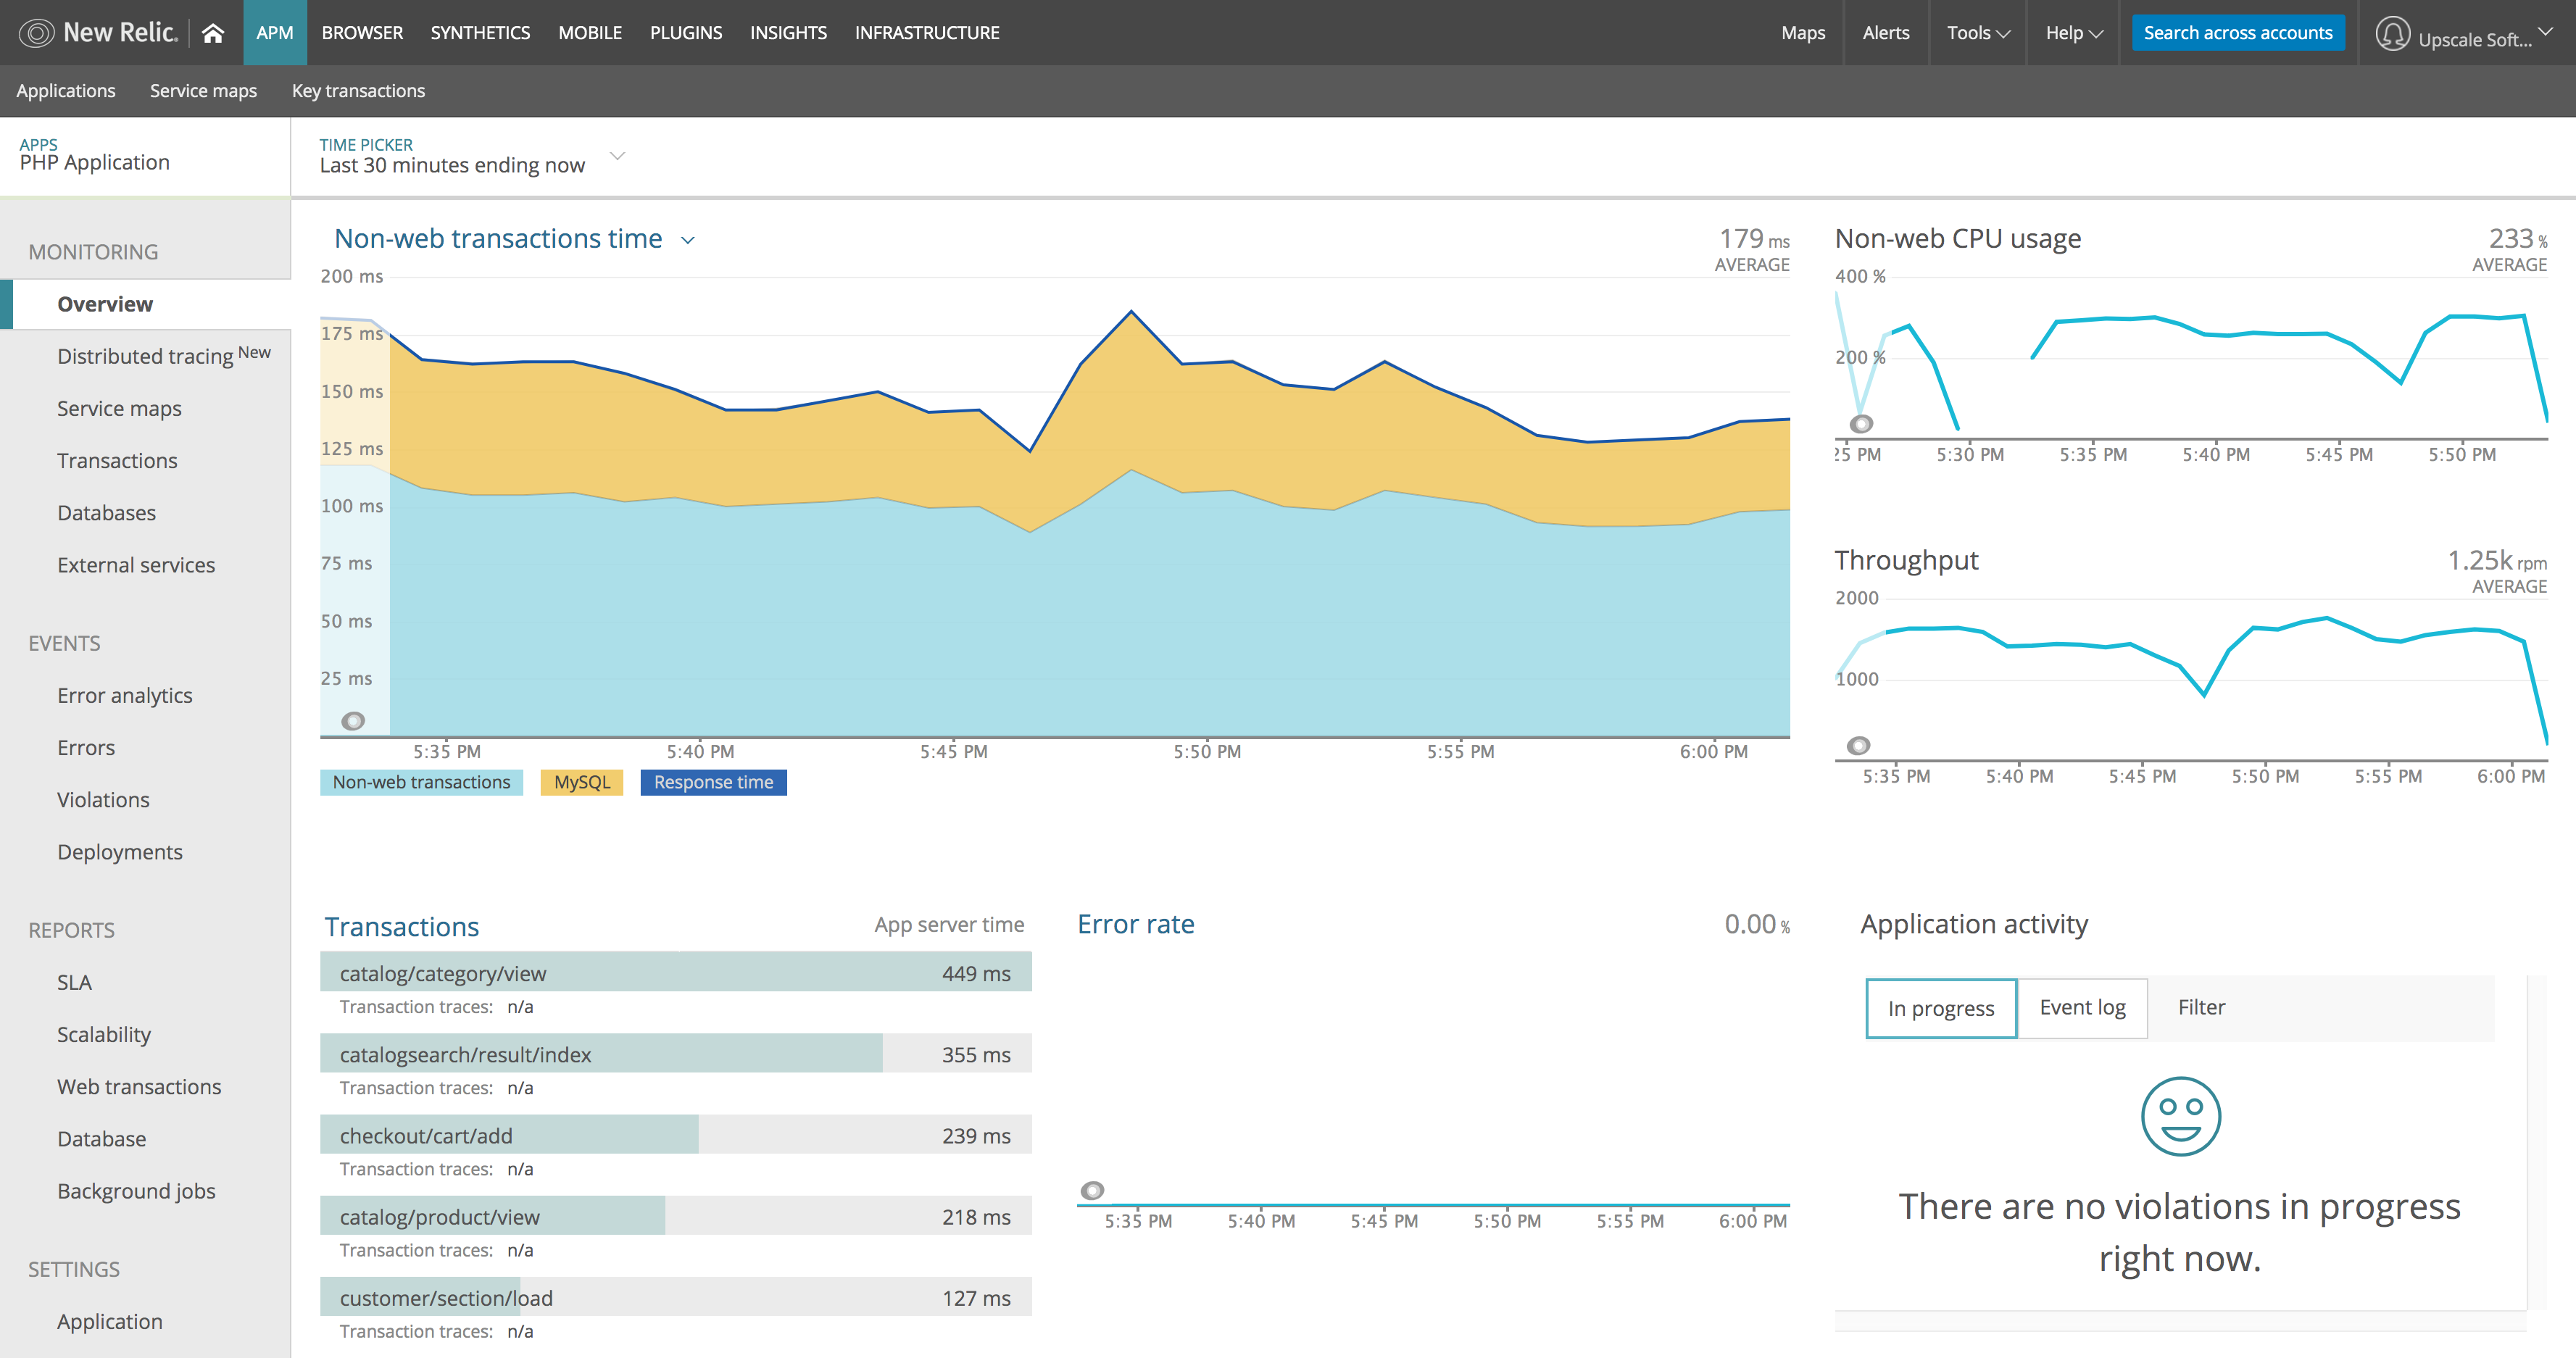 New Relic.
APM BROWSER SYNTHETICS MOBILE PLUGINS INSIGHTS INFRASTRUCTURE
Maps Alerts Tools Help Search across accounts Upscale Soft...
Applications Service maps Key transactions
APPS
PHP Application
TIME PICKER
Last 30 minutes ending now
MONITORING
Overview
Distributed tracing New
Service maps
Transactions
Databases
External services
EVENTS
Error analytics
Errors
Violations
Deployments
REPORTS
SLA
Scalability
Web transactions
Database
Background jobs
SETTINGS
Application
Non-web transactions time
179 ms
AVERAGE
200 ms
175 ms
150 ms
125 ms
100 ms
75 ms
50 ms
25 ms
5:35 PM 5:40 PM 5:45 PM 5:50 PM 5:55 PM 6:00 PM
Non-web transactions MySQL Response time
Non-web CPU usage
233 %
AVERAGE
400 %
200 %
25 PM 5:30 PM 5:35 PM 5:40 PM 5:45 PM 5:50 PM
Throughput
1.25k rpm
AVERAGE
2000
1000
5:35 PM 5:40 PM 5:45 PM 5:50 PM 5:55 PM 6:00 PM
Transactions App server time
catalog/category/view 449 ms
Transaction traces: n/a
catalogsearch/result/index 355 ms
Transaction traces: n/a
checkout/cart/add 239 ms
Transaction traces: n/a
catalog/product/view 218 ms
Transaction traces: n/a
customer/section/load 127 ms
Transaction traces: n/a
Error rate 0.00 %
5:35 PM 5:40 PM 5:45 PM 5:50 PM 5:55 PM 6:00 PM
Application activity
In progress Event log Filter
There are no violations in progress
right now.